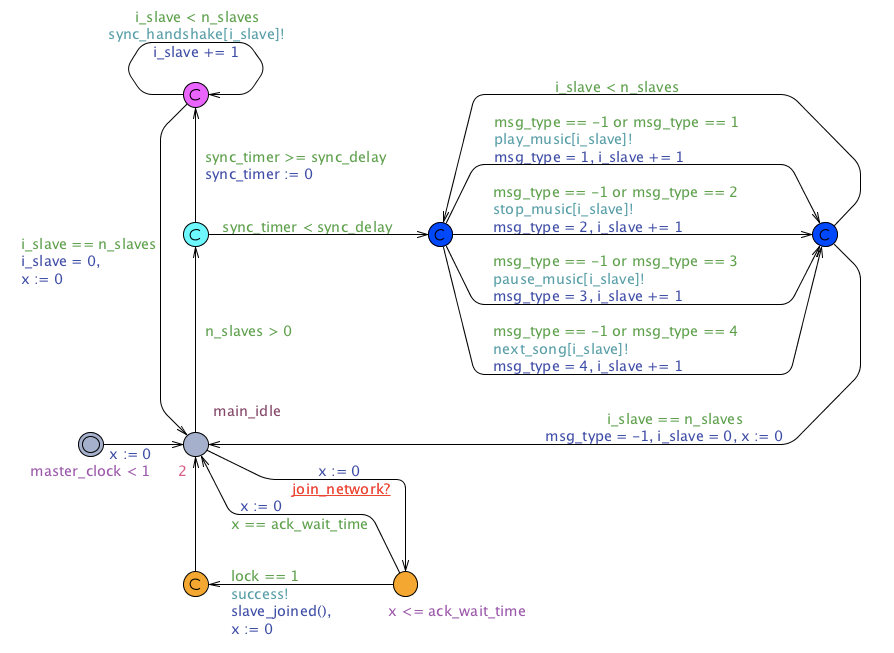 i_slave < n_slaves
sync_handshake[i_slave]!
i_slave += 1
C
sync_timer >= sync_delay
sync_timer := 0
C
sync_timer < sync_delay
i_slave == n_slaves
i_slave = 0,
x := 0
n_slaves > 0
main_idle
i_slave < n_slaves
msg_type == -1 or msg_type == 1
play_music[i_slave]!
msg_type = 1, i_slave += 1
msg_type == -1 or msg_type == 2
stop_music[i_slave]!
msg_type = 2, i_slave += 1
C
C
msg_type == -1 or msg_type == 3
pause_music[i_slave]!
msg_type = 3, i_slave += 1
msg_type == -1 or msg_type == 4
next_song[i_slave]!
msg_type = 4, i_slave += 1
i_slave == n_slaves
msg_type = -1, i_slave = 0, x := 0
x := 0
master_clock < 1
2
x := 0
join_network?
x := 0
x == ack_wait_time
C
lock == 1
success!
slave_joined(),
x := 0
x <= ack_wait_time